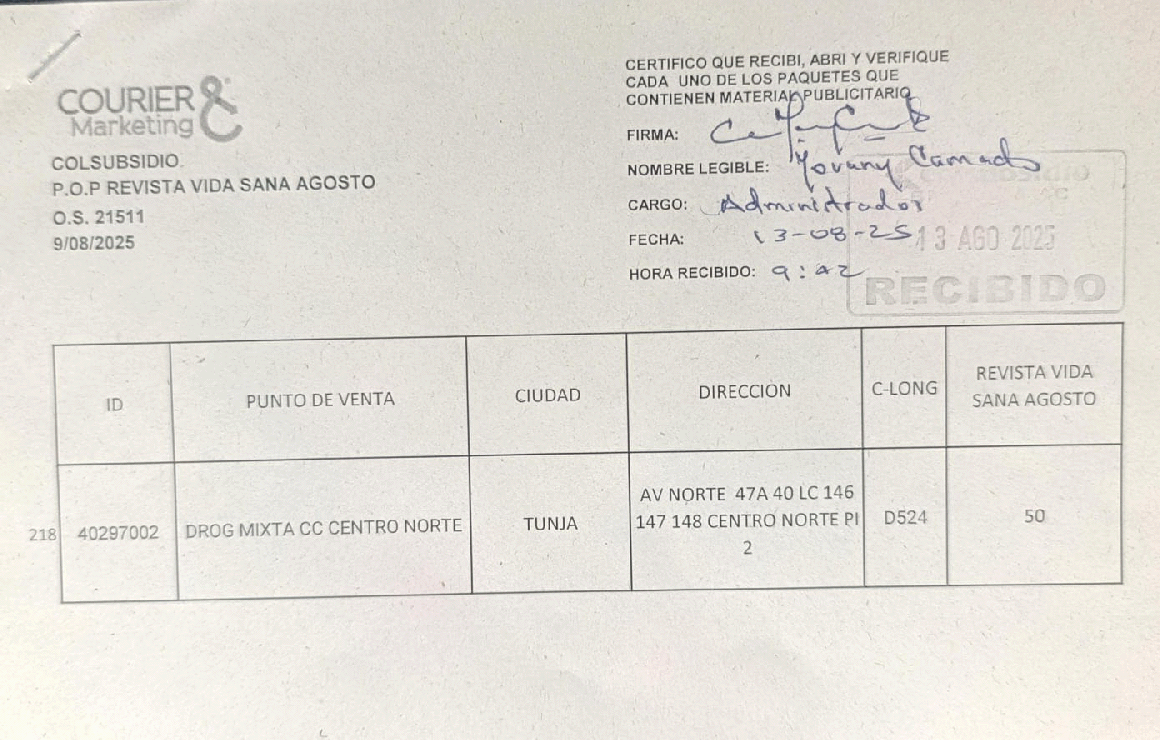 COURIER &
Marketing
COLSUBSIDIO
P.O.P REVISTA VIDA SANA AGOSTO
O.S. 21511
9/08/2025
CERTIFICO QUE RECIBI, ABRI Y VERIFIQUE
CADA UNO DE LOS PAQUETES QUE
CONTIENEN MATERIAL PUBLICITARIO
FIRMA:
NOMBRE LEGIBLE: Yovany
CARGO: Administrador
FECHA: 13-08-25
HORA RECIBIDO: 9:42
13 AGO 2025
RECIBIDO
ID
PUNTO DE VENTA
CIUDAD
DIRECCION
C-LONG
REVISTA VIDA
SANA AGOSTO
218
40297002
DROG MIXTA CC CENTRO NORTE
TUNJA
AV NORTE 47A 40 LC 146
147 148 CENTRO NORTE PI
2
D524
50